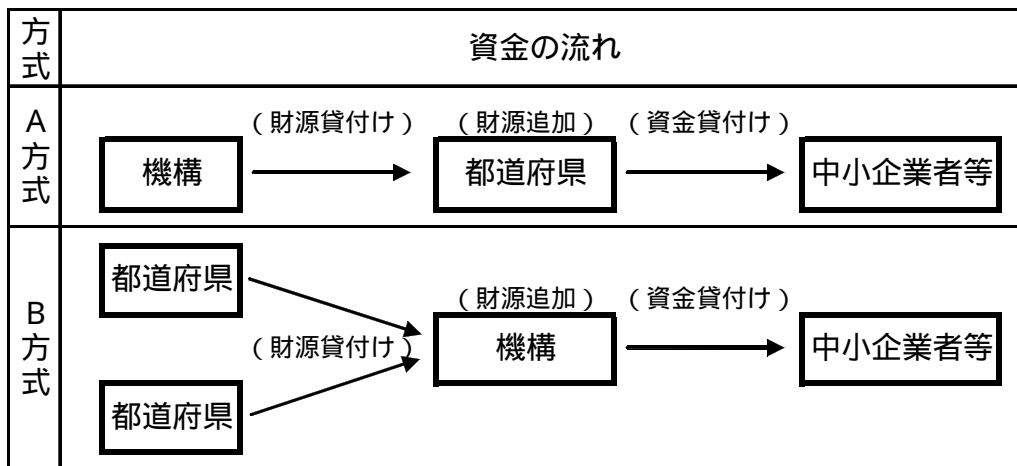 方式
資金の流れ
A方式
(財源貸付け)
(財源追加)
(資金貸付け)
機構
都道府県
中小企業者等
B方式
都道府県
(財源追加)
(資金貸付け)
(財源貸付け)
機構
中小企業者等
都道府県